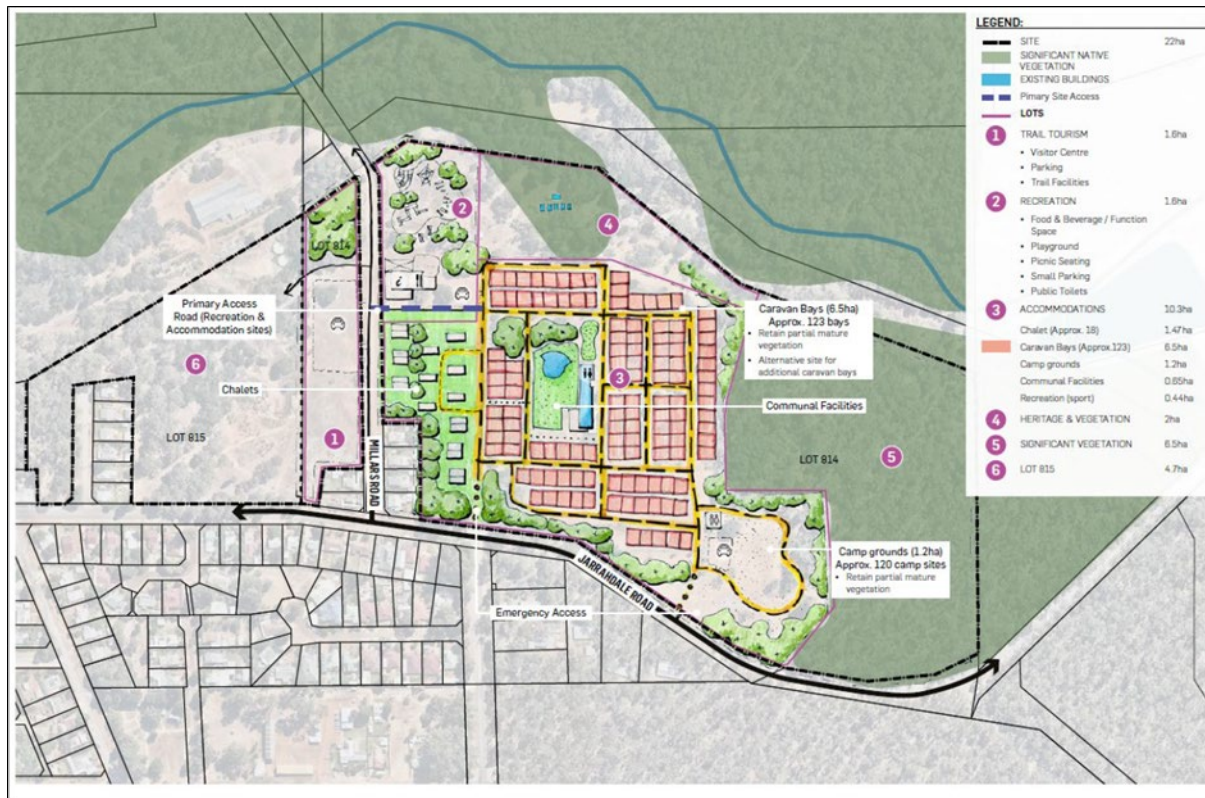 LEGEND:
SITE 22ha
SIGNIFICANT NATIVE
VEGETATION
EXISTING BUILDINGS
Pimary Site Access
LOTS
1 TRAIL TOURISM 1.6ha
• Visitor Centre
• Parking
• Trail Facilities
2 RECREATION 1.6ha
• Food & Beverage / Function
Space
• Playground
• Picnic Seating
• Small Parking
• Public Toilets
3 ACCOMMODATIONS 10.3ha
Chalet (Approx. 18) 1.47ha
Caravan Bays (Approx.123) 6.5ha
Camp grounds 1.2ha
Communal Facilities 0.65ha
Recreation (sport) 0.44ha
4 HERITAGE & VEGETATION 2ha
5 SIGNIFICANT VEGETATION 6.5ha
6 LOT 815 4.7ha
2
4
LOT 814
i
Primary Access
Road (Recreation &
Accommodation sites)
Caravan Bays (6.5ha)
Approx. 123 bays
• Retain partial mature
vegetation
• Alternative site for
additional caravan bays
6
Chalets
3
Communal Facilities
LOT 815
1
MILLARS ROAD
LOT 814
5
Camp grounds (1.2ha)
Approx. 120 camp sites
• Retain partial mature
vegetation
JARRAHDALE ROAD
Emergency Access